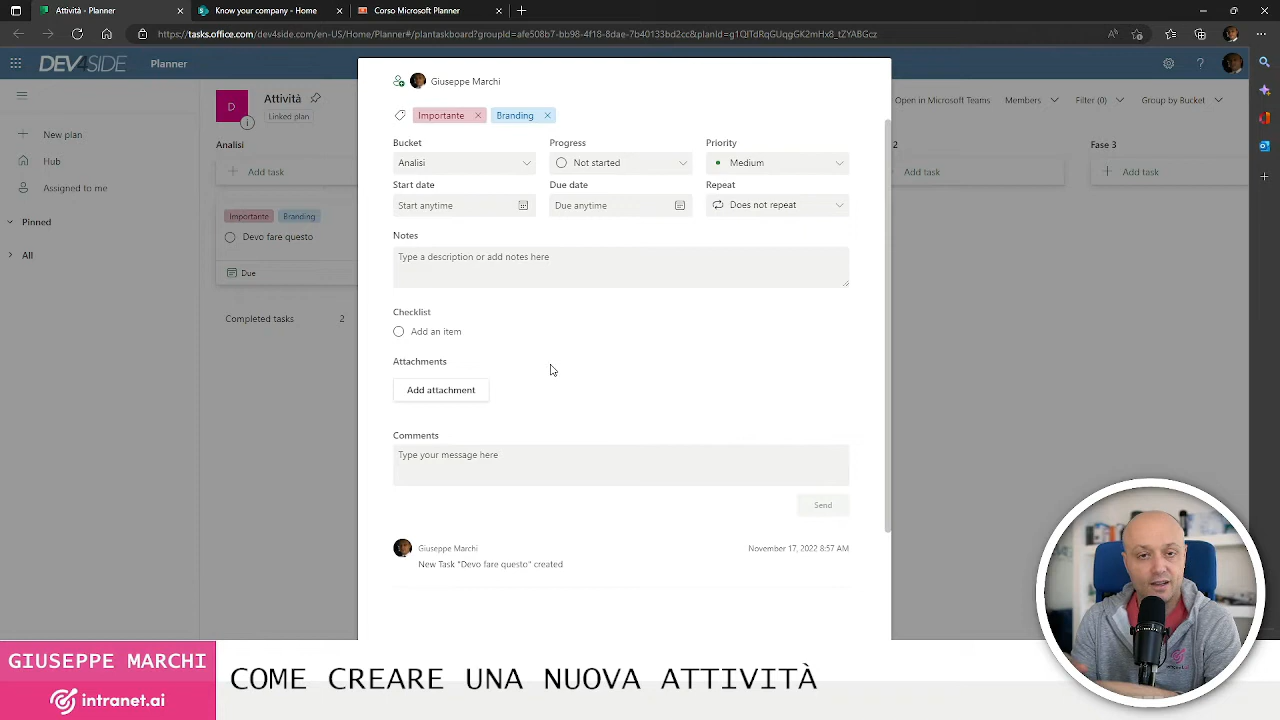 Attività - Planner
Know your company - Home
Corso Microsoft Planner
https://tasks.office.com/dev4side.com/en-US/Home/Planner#/plantaskboard?groupId=afe508b7-bb98-4f18-8dae-7b40133bd2cc&planId=g1QlTdRqGUqgGK2mHx8_tZYABGcz
DEV4SIDE
Planner
D
Attività
Linked plan
Open in Microsoft Teams
Members
Filter (0)
Group by Bucket
New plan
Hub
Assigned to me
Pinned
All
Analisi
Add task
Importante
Branding
Devo fare questo
Due
Completed tasks
2
Giuseppe Marchi
Importante
Branding
Bucket
Progress
Priority
Analisi
Not started
Medium
Start date
Due date
Repeat
Start anytime
Due anytime
Does not repeat
Notes
Type a description or add notes here
Checklist
Add an item
Attachments
Add attachment
Comments
Type your message here
Send
Giuseppe Marchi
November 17, 2022 8:57 AM
New Task "Devo fare questo" created
2
Add task
Fase 3
Add task
GIUSEPPE MARCHI
intranet.ai
COME CREARE UNA NUOVA ATTIVITÀ